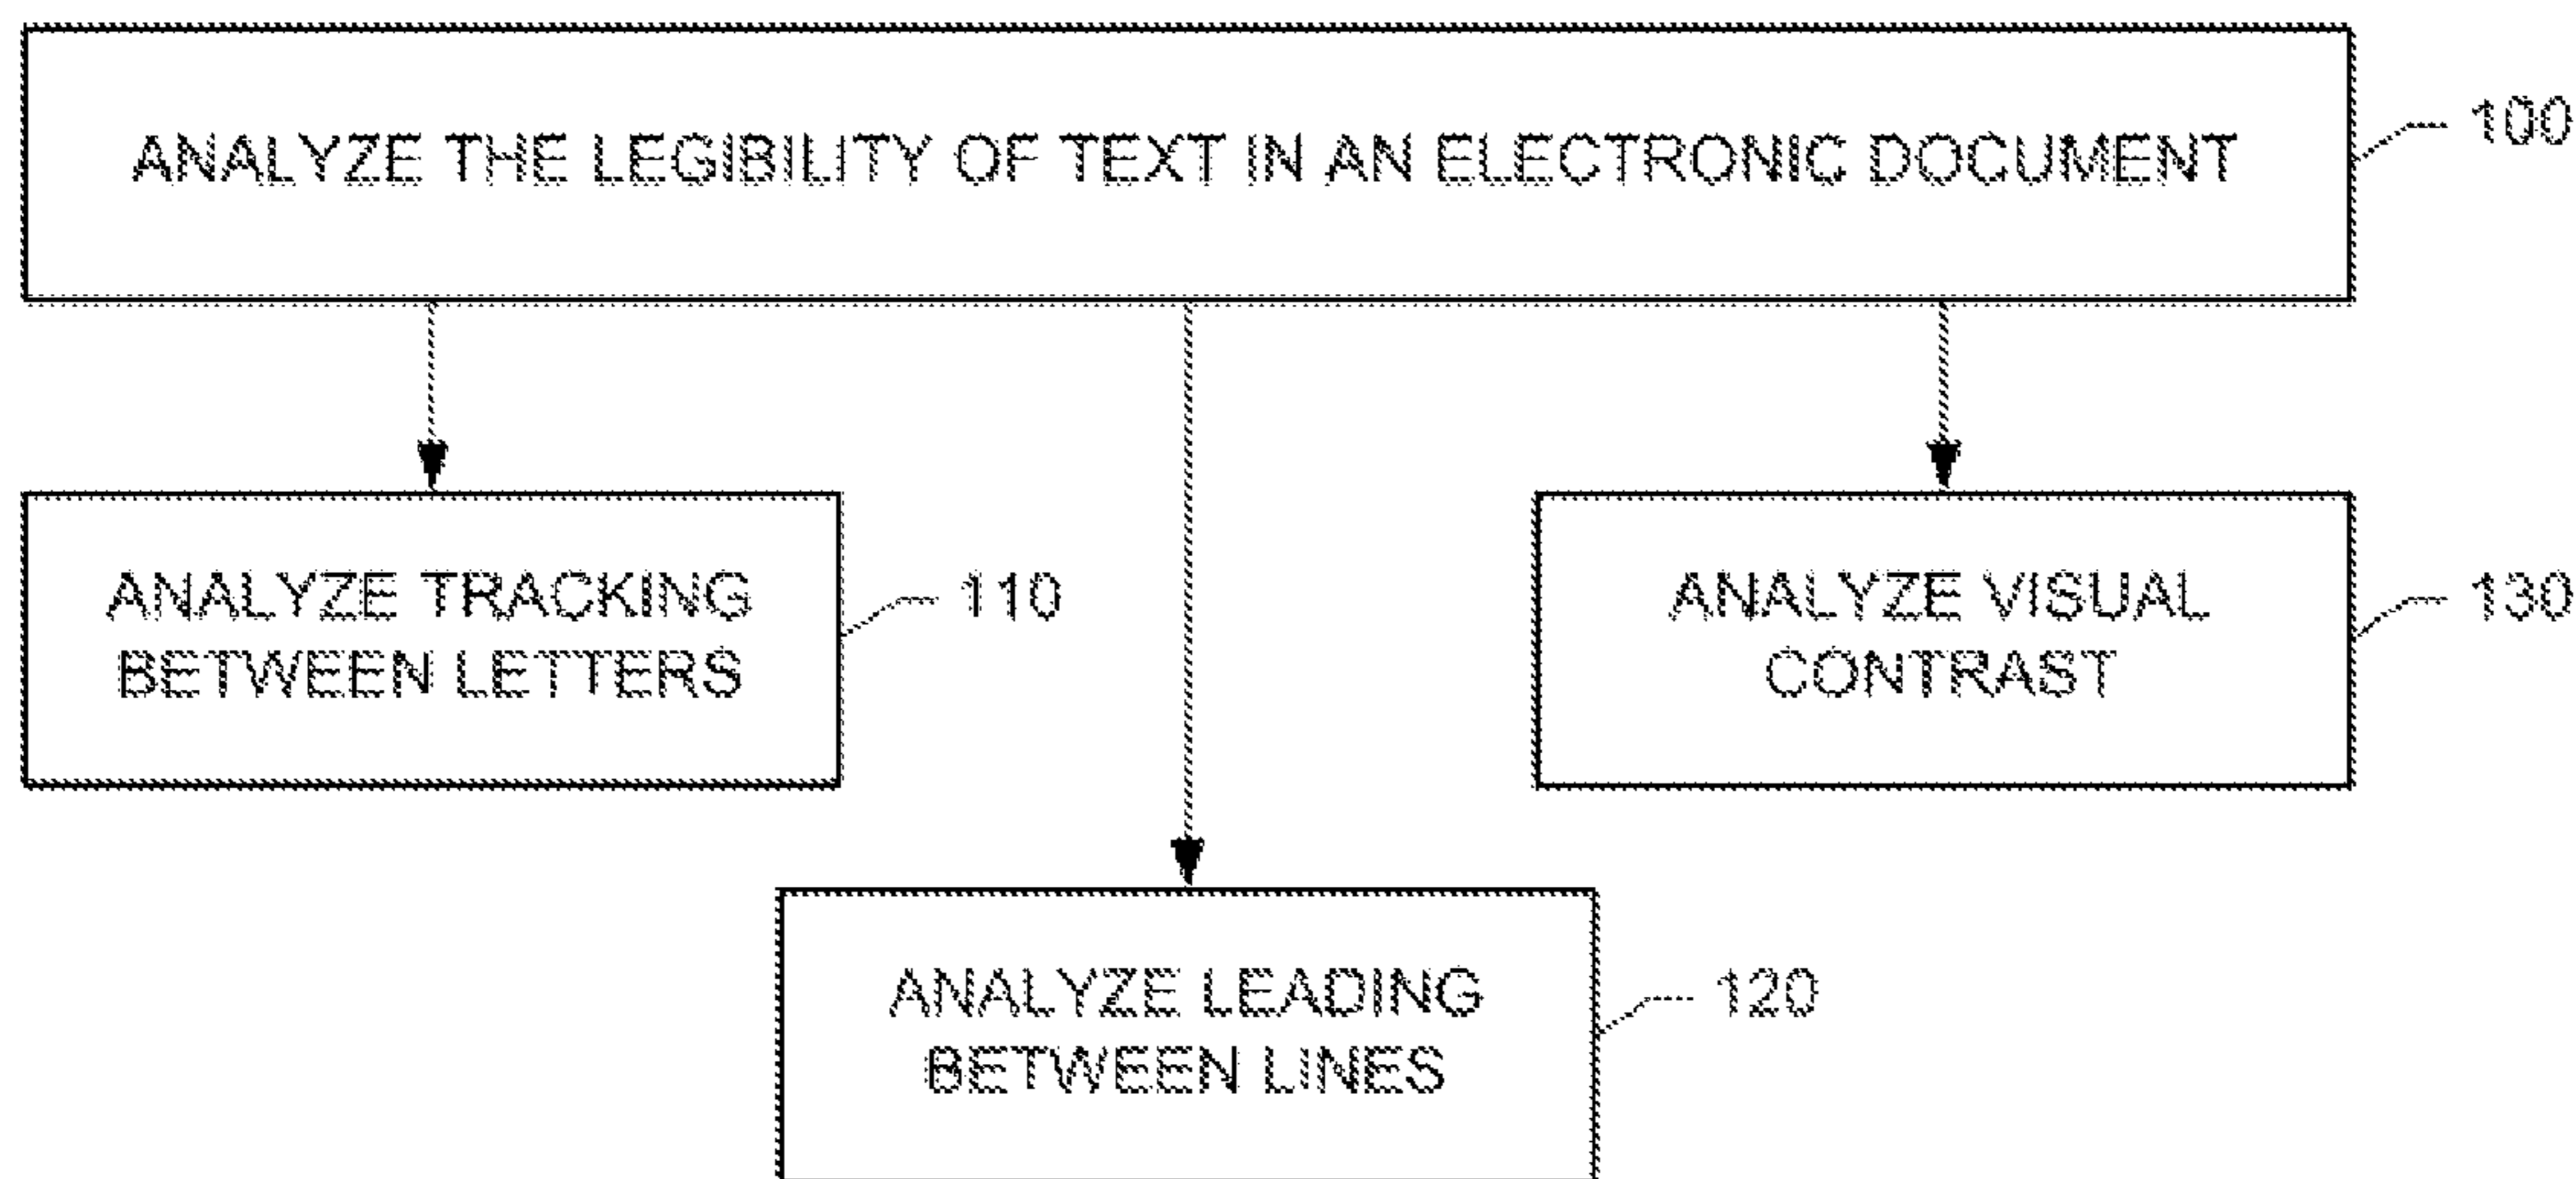 ANALYZE THE LEGIBILITY OF TEXT IN AN ELECTRONIC DOCUMENT
100
ANALYZE TRACKING
BETWEEN LETTERS
110
ANALYZE VISUAL
CONTRAST
130
ANALYZE LEADING
BETWEEN LINES
120